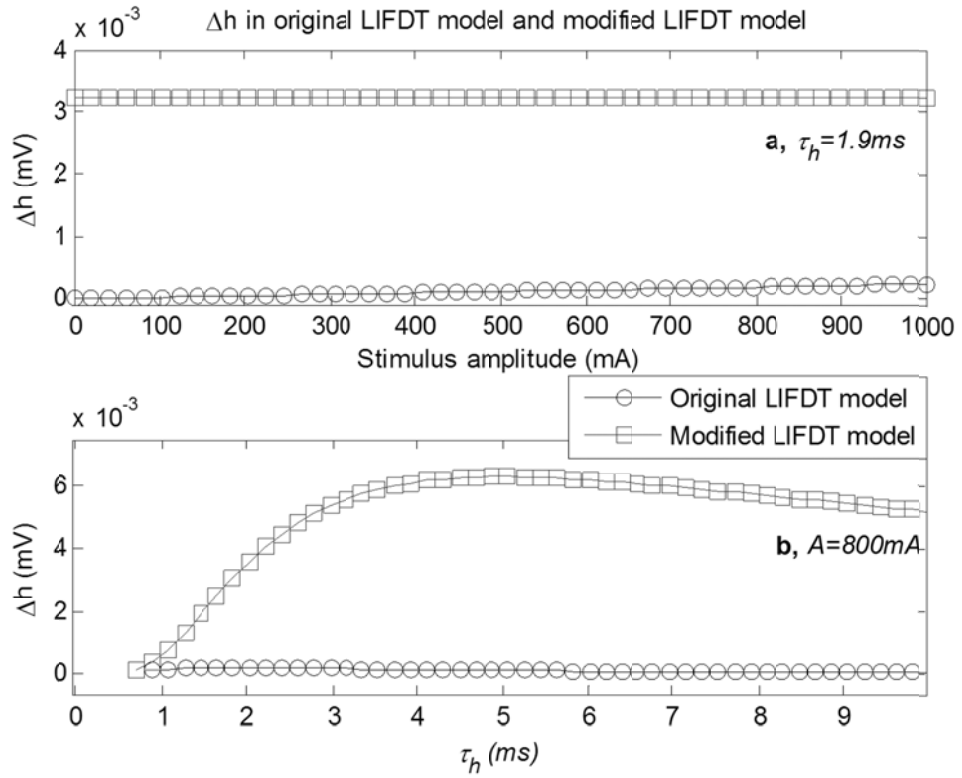 Δh in original LIFDT model and modified LIFDT model
x 10^-3
4
3
2
1
0
Δh (mV)
a, τ_h=1.9ms
0 100 200 300 400 500 600 700 800 900 1000
Stimulus amplitude (mA)
x 10^-3
Original LIFDT model
Modified LIFDT model
6
4
2
0
Δh (mV)
b, A=800mA
0 1 2 3 4 5 6 7 8 9
τ_h (ms)